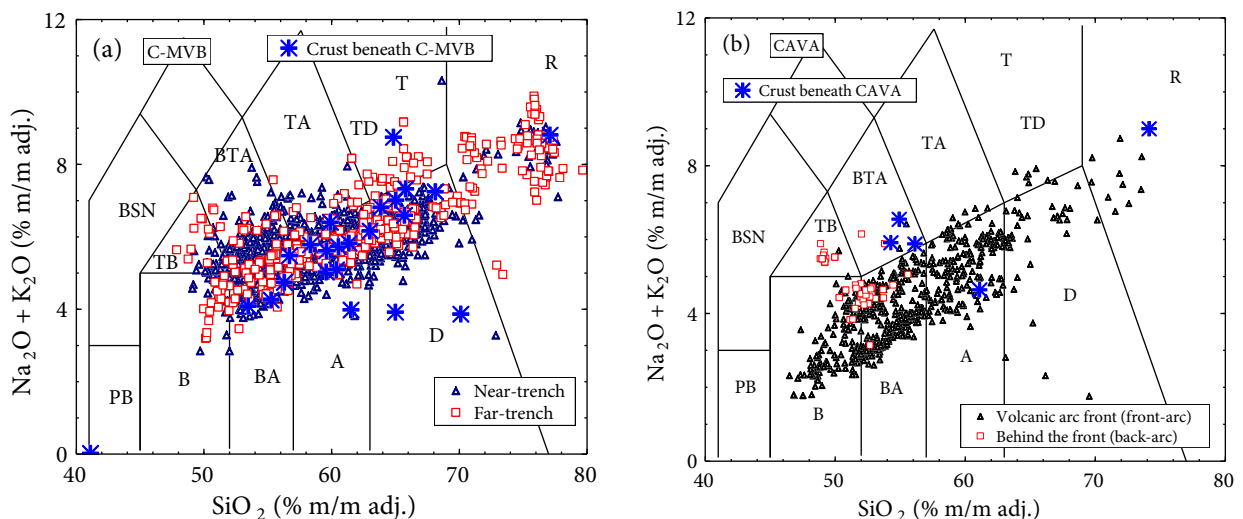 (a)
C-MVB
Crust beneath C-MVB
T
R
TA
TD
BTA
BSN
TB
PB
B
BA
A
D
Near-trench
Far-trench
0
4
8
12
40
50
60
70
80
Na₂O + K₂O (% m/m adj.)
SiO₂ (% m/m adj.)
(b)
CAVA
Crust beneath CAVA
T
R
TD
TA
BTA
TB
BSN
PB
B
BA
A
D
Volcanic arc front (front-arc)
Behind the front (back-arc)
0
4
8
12
40
50
60
70
80
Na₂O + K₂O (% m/m adj.)
SiO₂ (% m/m adj.)